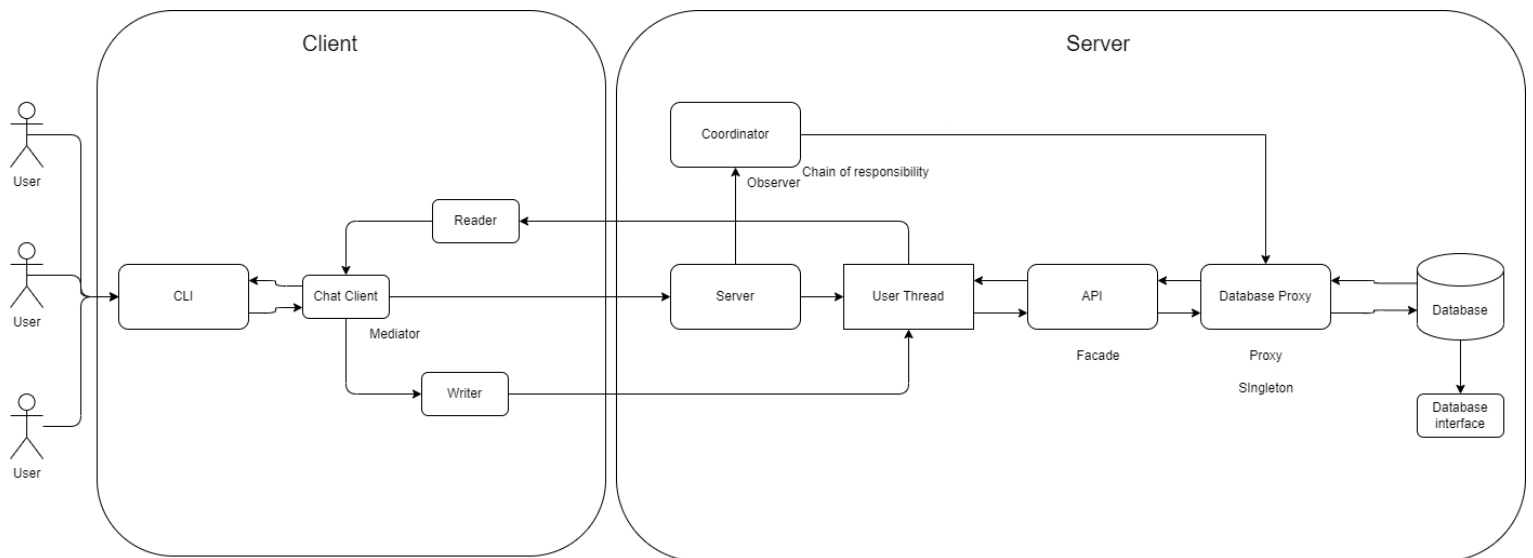 Client
Server
User
User
User
CLI
Chat Client
Mediator
Reader
Writer
Coordinator
Observer
Chain of responsibility
Server
User Thread
API
Facade
Database Proxy
Proxy
SIngleton
Database
Database
interface